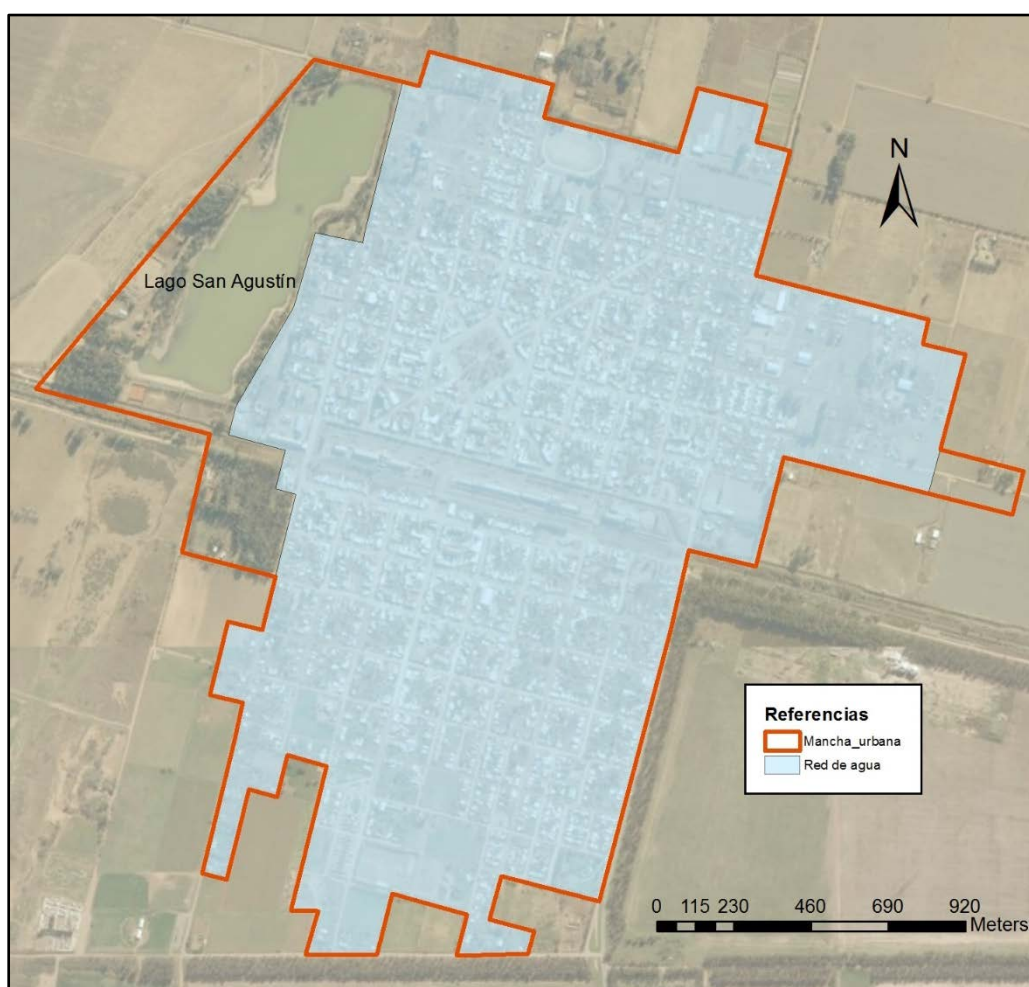 N
Lago San Agustín
Referencias
Mancha_urbana
Red de agua
0 115 230 460 690 920
Meters